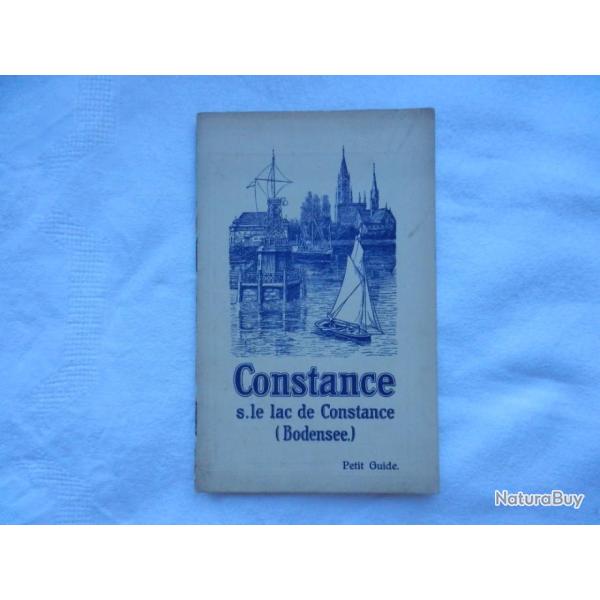 Constance
s.le lac de Constance
(Bodensee.)
Petit Guide.
NaturaBuy